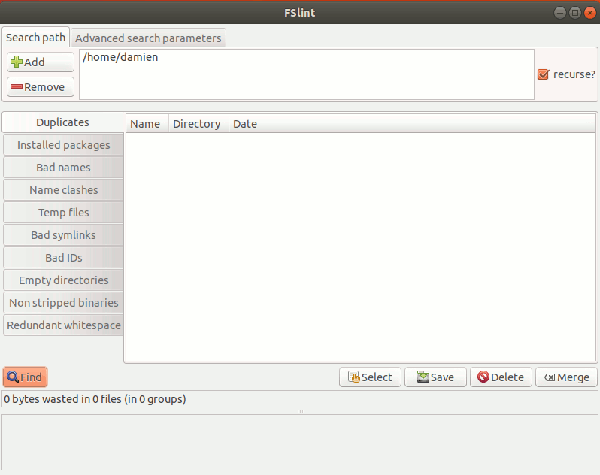 FSlint
Search path Advanced search parameters
Add
Remove
/home/damien
recurse?
Duplicates
Installed packages
Bad names
Name clashes
Temp files
Bad symlinks
Bad IDs
Empty directories
Non stripped binaries
Redundant whitespace
Name Directory Date
Find
Select Save Delete Merge
0 bytes wasted in 0 files (in 0 groups)